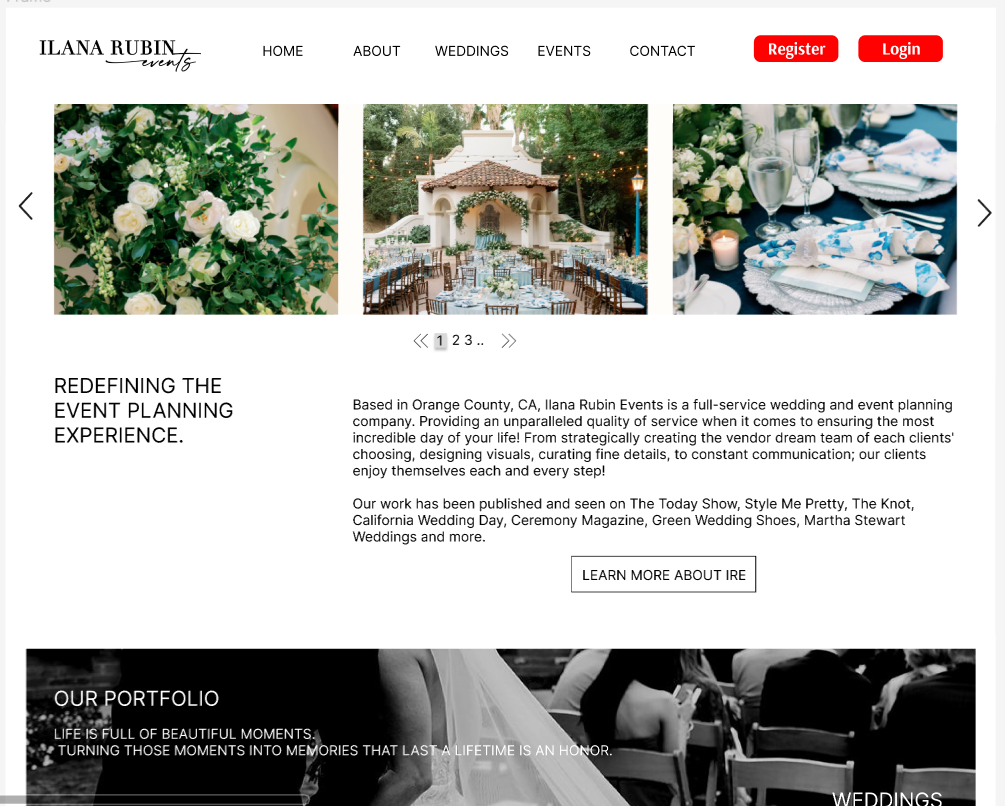 Frame
ILANA RUBIN
events
HOME ABOUT WEDDINGS EVENTS CONTACT Register Login
1 2 3 ..
REDEFINING THE
EVENT PLANNING
EXPERIENCE.
Based in Orange County, CA, Ilana Rubin Events is a full-service wedding and event planning
company. Providing an unparalleled quality of service when it comes to ensuring the most
incredible day of your life! From strategically creating the vendor dream team of each clients'
choosing, designing visuals, curating fine details, to constant communication; our clients
enjoy themselves each and every step!
Our work has been published and seen on The Today Show, Style Me Pretty, The Knot,
California Wedding Day, Ceremony Magazine, Green Wedding Shoes, Martha Stewart
Weddings and more.
LEARN MORE ABOUT IRE
OUR PORTFOLIO
LIFE IS FULL OF BEAUTIFUL MOMENTS.
TURNING THOSE MOMENTS INTO MEMORIES THAT LAST A LIFETIME IS AN HONOR.
WEDDINGS